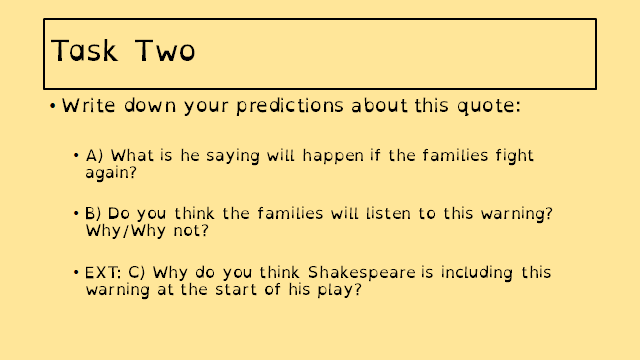 Task Two
• Write down your predictions about this quote:
• A) What is he saying will happen if the families fight
again?
• B) Do you think the families will listen to this warning?
Why/Why not?
• EXT: C) Why do you think Shakespeare is including this
warning at the start of his play?